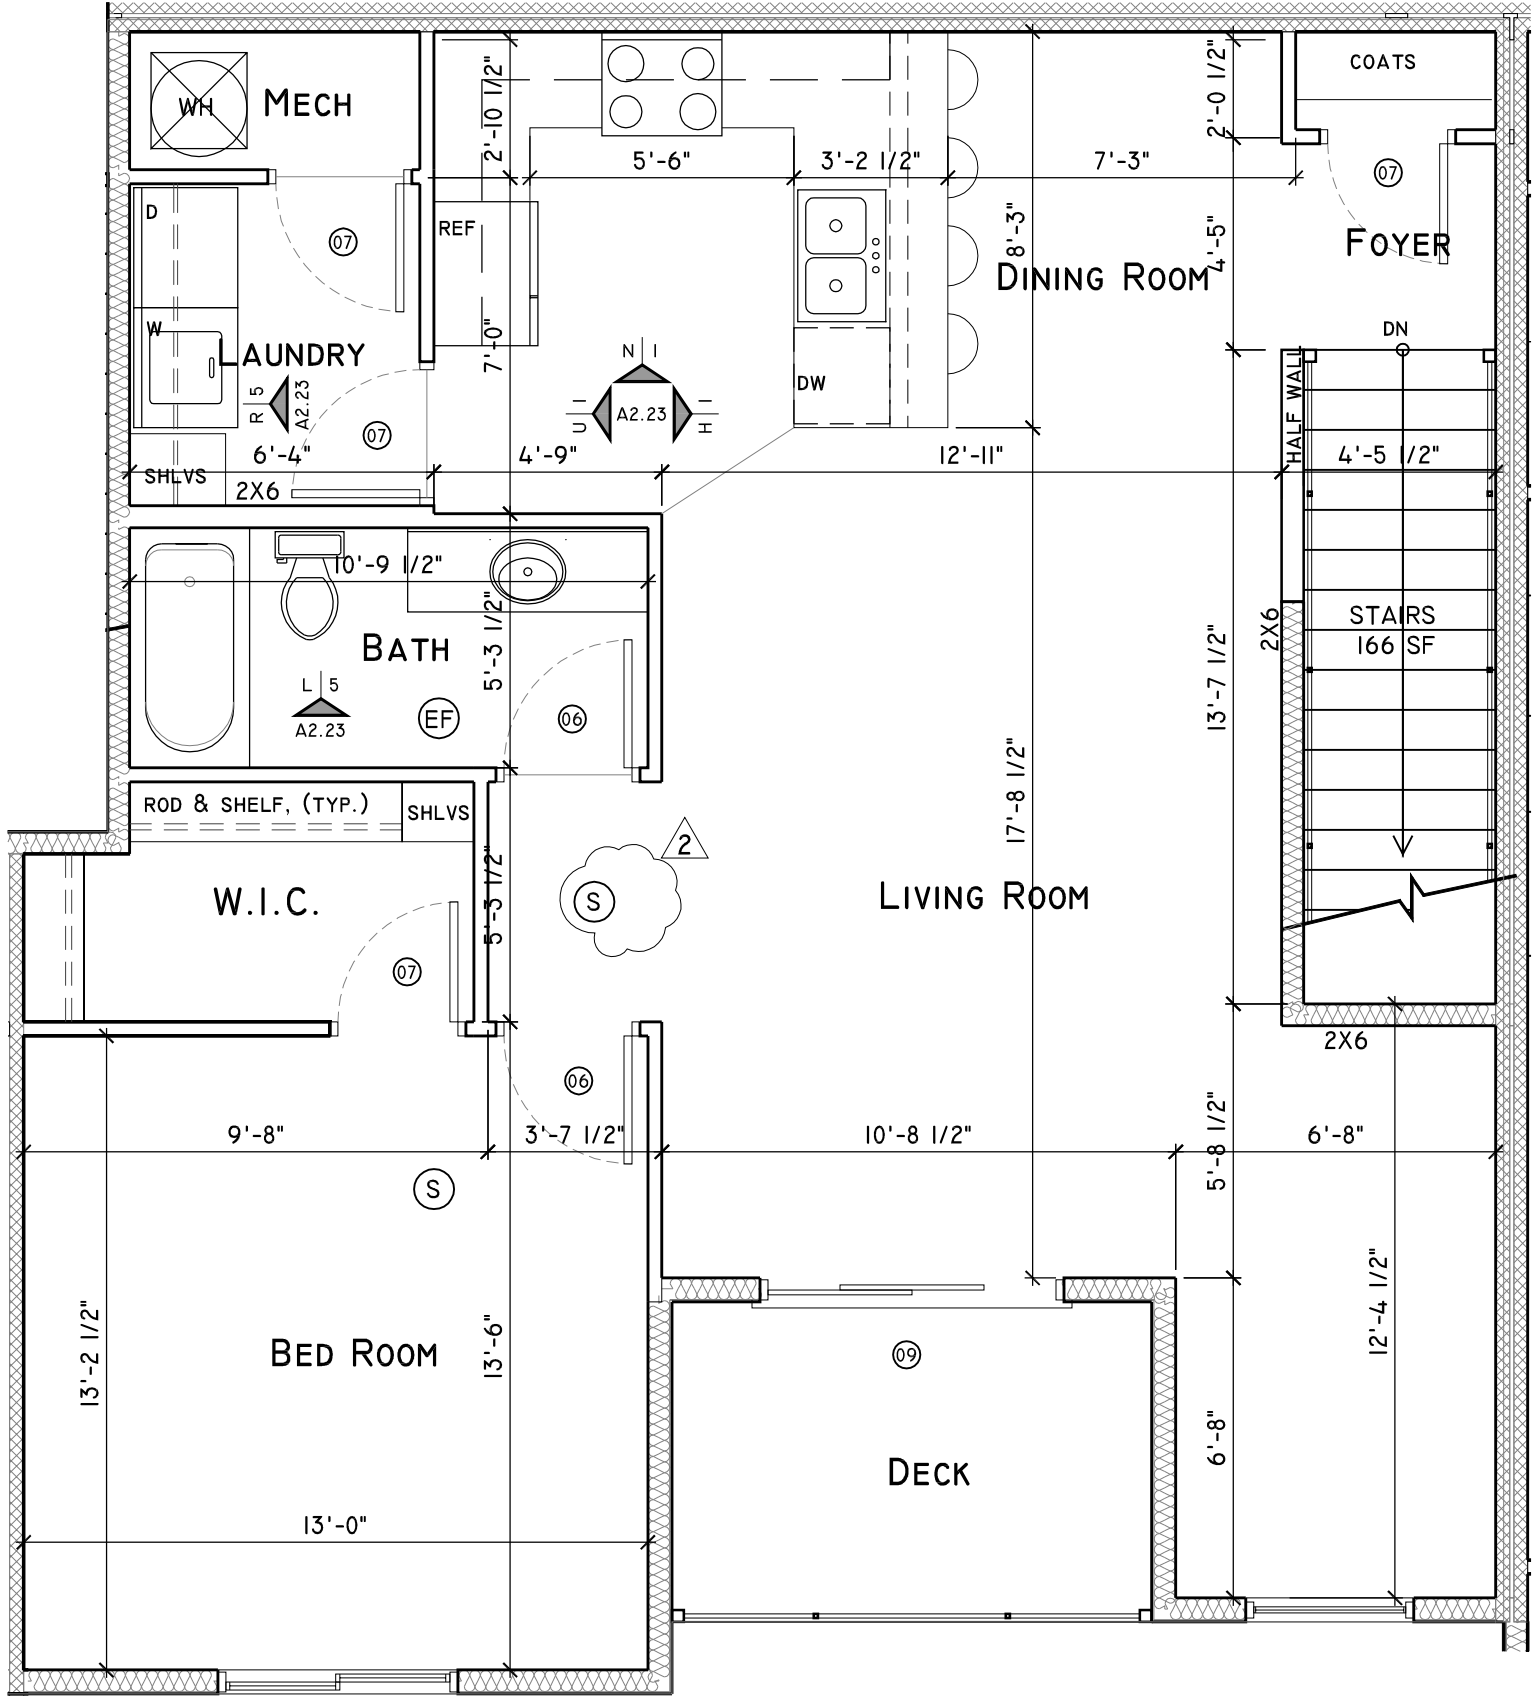 COATS
WH
MECH
2'-10 1/2"
2'-0 1/2"
5'-6"
3'-2 1/2"
7'-3"
07
D
07
REF
8'-3"
4'-5"
FOYER
DINING ROOM
W
LAUNDRY
7'-0"
N 1
DN
R 5
A2.23
U 1
A2.23
H 1
DW
HALF WALL
07
6'-4"
4'-9"
12'-11"
4'-5 1/2"
SHLVS
2X6
10'-9 1/2"
5'-3 1/2"
BATH
2X6
STAIRS
166 SF
13'-7 1/2"
L 5
A2.23
EF
06
17'-8 1/2"
ROD & SHELF, (TYP.)
SHLVS
2
5'-3 1/2"
W.I.C.
S
LIVING ROOM
07
2X6
06
9'-8"
3'-7 1/2"
10'-8 1/2"
5'-8 1/2"
6'-8"
S
13'-2 1/2"
BED ROOM
13'-6"
09
12'-4 1/2"
6'-8"
DECK
13'-0"